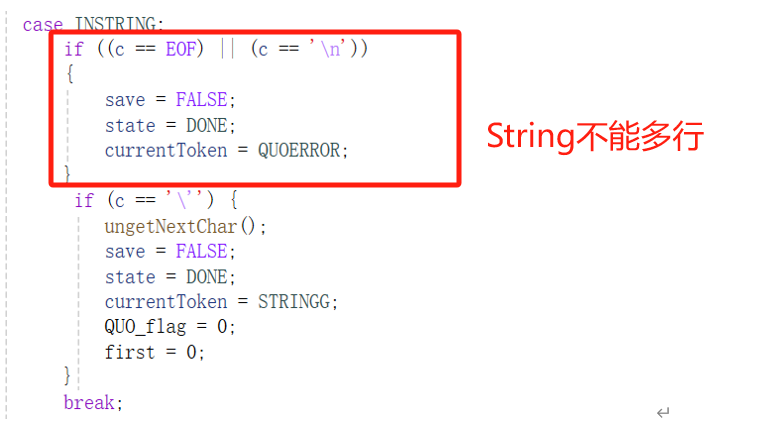 case INSTRING:
if ((c == EOF) || (c == '\n'))
{
save = FALSE;
state = DONE;
currentToken = QUOERROR;
}
String不能多行
if (c == '\'') {
ungetNextChar();
save = FALSE;
state = DONE;
currentToken = STRINGG;
QUO_flag = 0;
first = 0;
}
break;